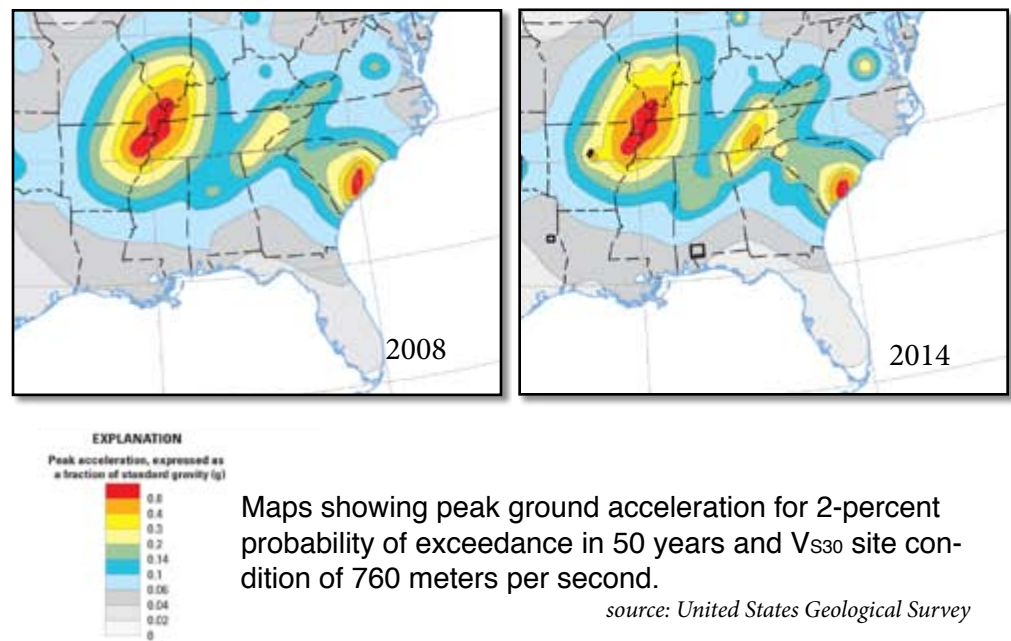 2008
2014
EXPLANATION
Peak acceleration, expressed as
a fraction of standard gravity (g)
0.8
0.4
0.3
0.2
0.14
0.1
0.06
0.04
0.02
0
Maps showing peak ground acceleration for 2-percent
probability of exceedance in 50 years and VS30 site con-
dition of 760 meters per second.
source: United States Geological Survey